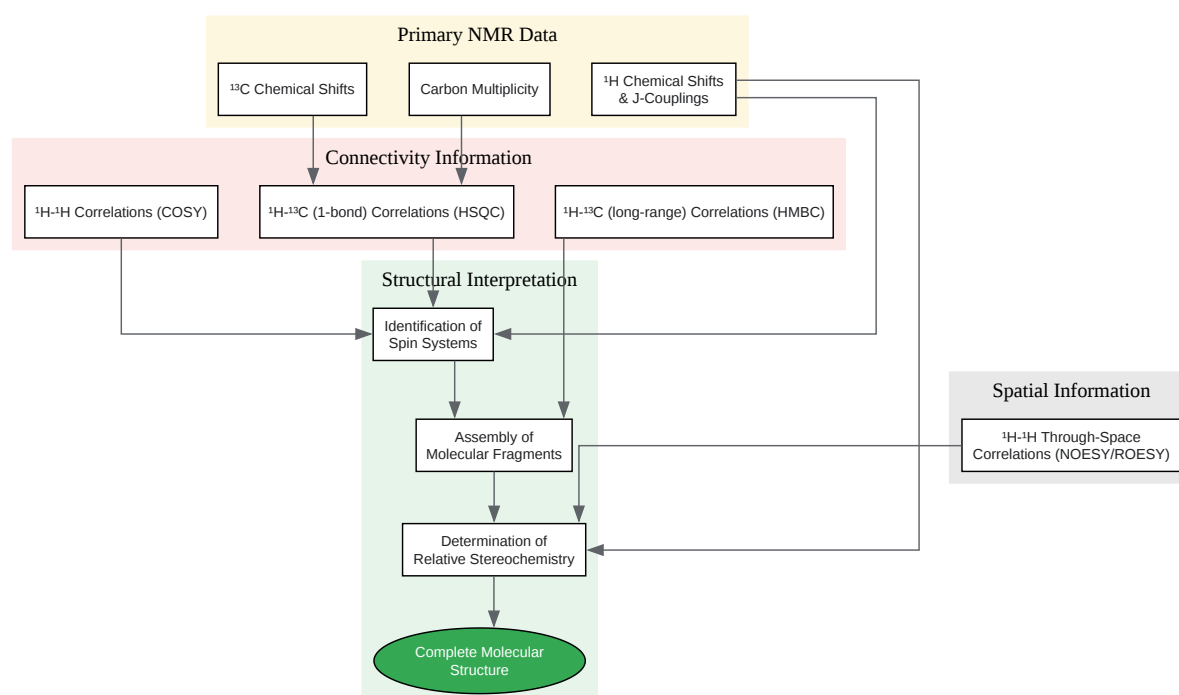 Primary NMR Data
¹³C Chemical Shifts
Carbon Multiplicity
¹H Chemical Shifts
& J-Couplings
Connectivity Information
¹H-¹H Correlations (COSY)
¹H-¹³C (1-bond) Correlations (HSQC)
¹H-¹³C (long-range) Correlations (HMBC)
Structural Interpretation
Identification of
Spin Systems
Spatial Information
¹H-¹H Through-Space
Correlations (NOESY/ROESY)
Assembly of
Molecular Fragments
Determination of
Relative Stereochemistry
Complete Molecular
Structure